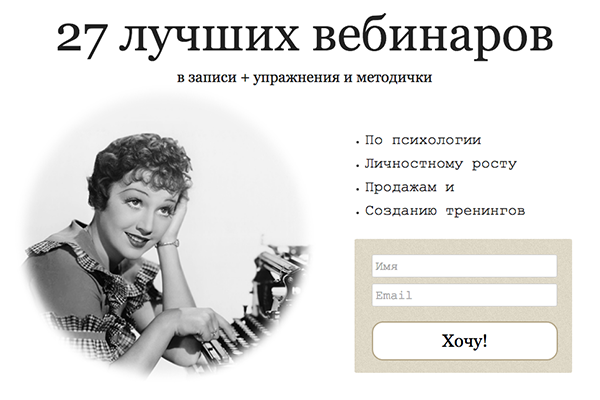 27 лучших вебинаров
в записи + упражнения и методички
• По психологии
• Личностному росту
• Продажам и
• Созданию тренингов
Имя
Email
Хочу!